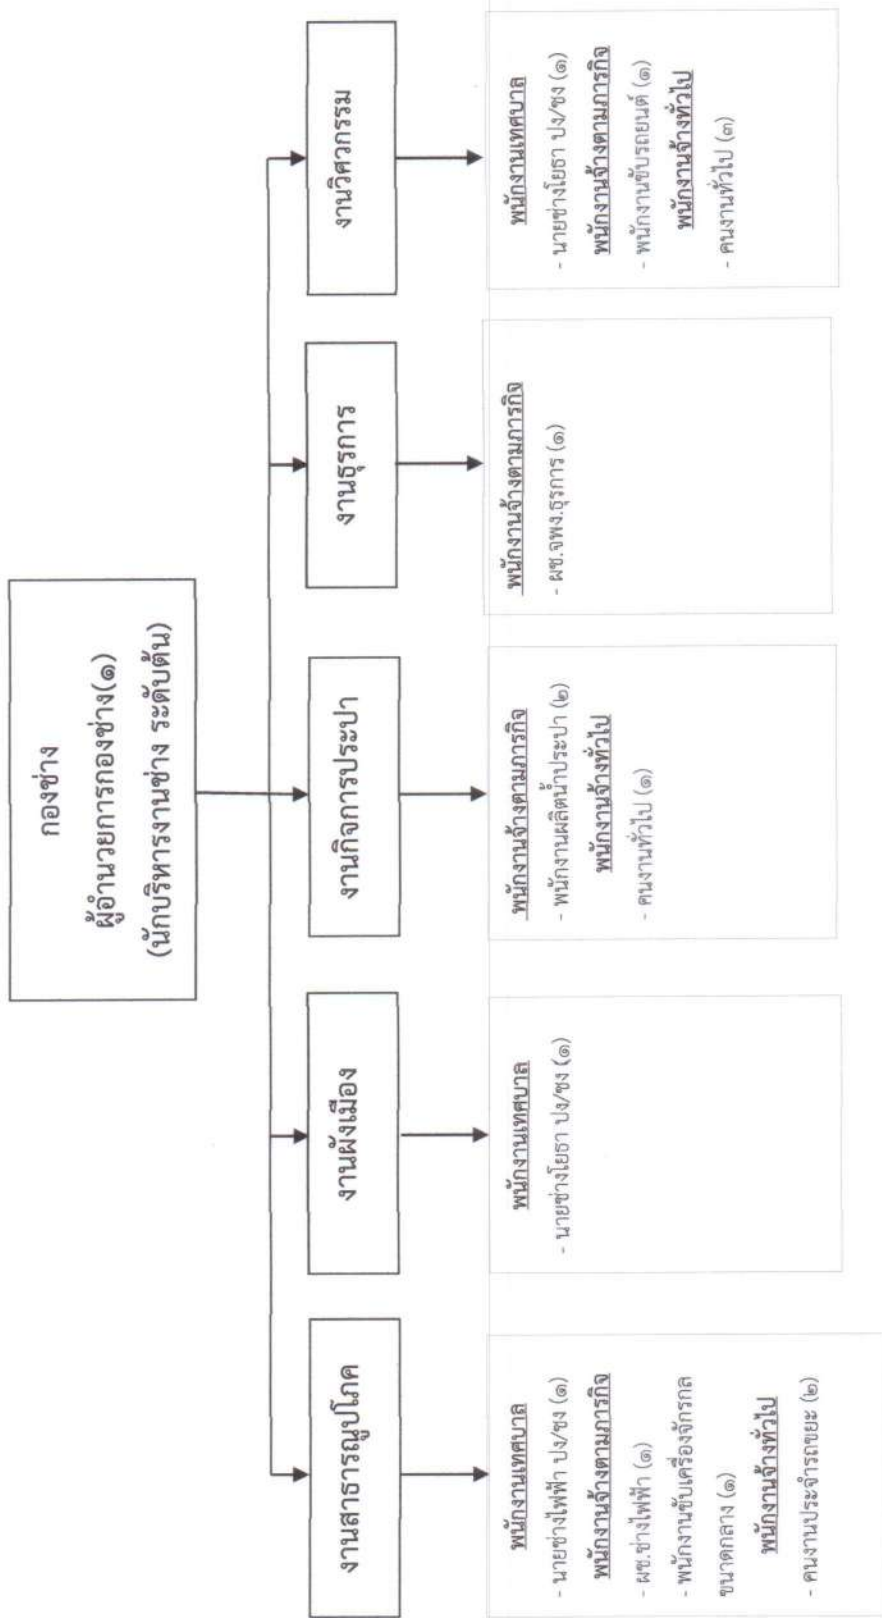 กองช่าง
ผู้อำนวยการกองช่าง(๑)
(นักบริหารงานช่าง ระดับต้น)
งานสาธารณูปโภค
งานผังเมือง
งานกิจการประปา
งานธุรการ
งานวิศวกรรม
พนักงานเทศบาล
- นายช่างไฟฟ้า ปง/ชง (๑)
พนักงานจ้างตามภารกิจ
- ผช.ช่างไฟฟ้า (๑)
- พนักงานขับเครื่องจักรกล
ขนาดกลาง (๑)
พนักงานจ้างทั่วไป
- คนงานประจำรถขยะ (๒)
พนักงานเทศบาล
- นายช่างโยธา ปง/ชง (๑)
พนักงานจ้างตามภารกิจ
- พนักงานผลิตน้ำประปา (๒)
พนักงานจ้างทั่วไป
- คนงานทั่วไป (๑)
พนักงานจ้างตามภารกิจ
- ผช.จพง.ธุรการ (๑)
พนักงานเทศบาล
- นายช่างโยธา ปง/ชง (๑)
พนักงานจ้างตามภารกิจ
- พนักงานขับรถยนต์ (๑)
พนักงานจ้างทั่วไป
- คนงานทั่วไป (๓)